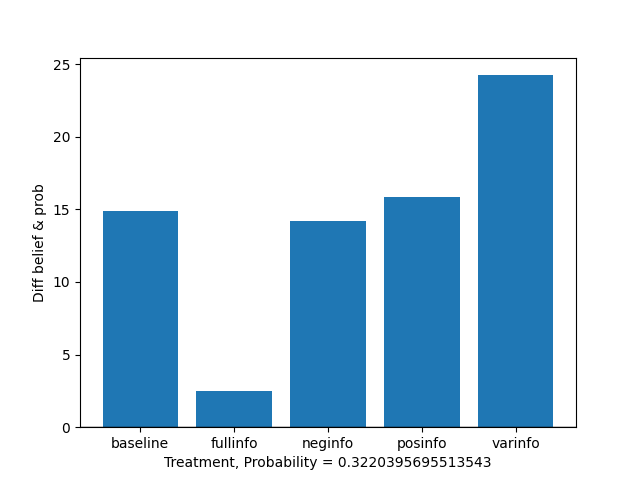 25
20
15
10
5
0
Diff belief & prob
baseline fullinfo neginfo posinfo varinfo
Treatment, Probability = 0.3220395695513543